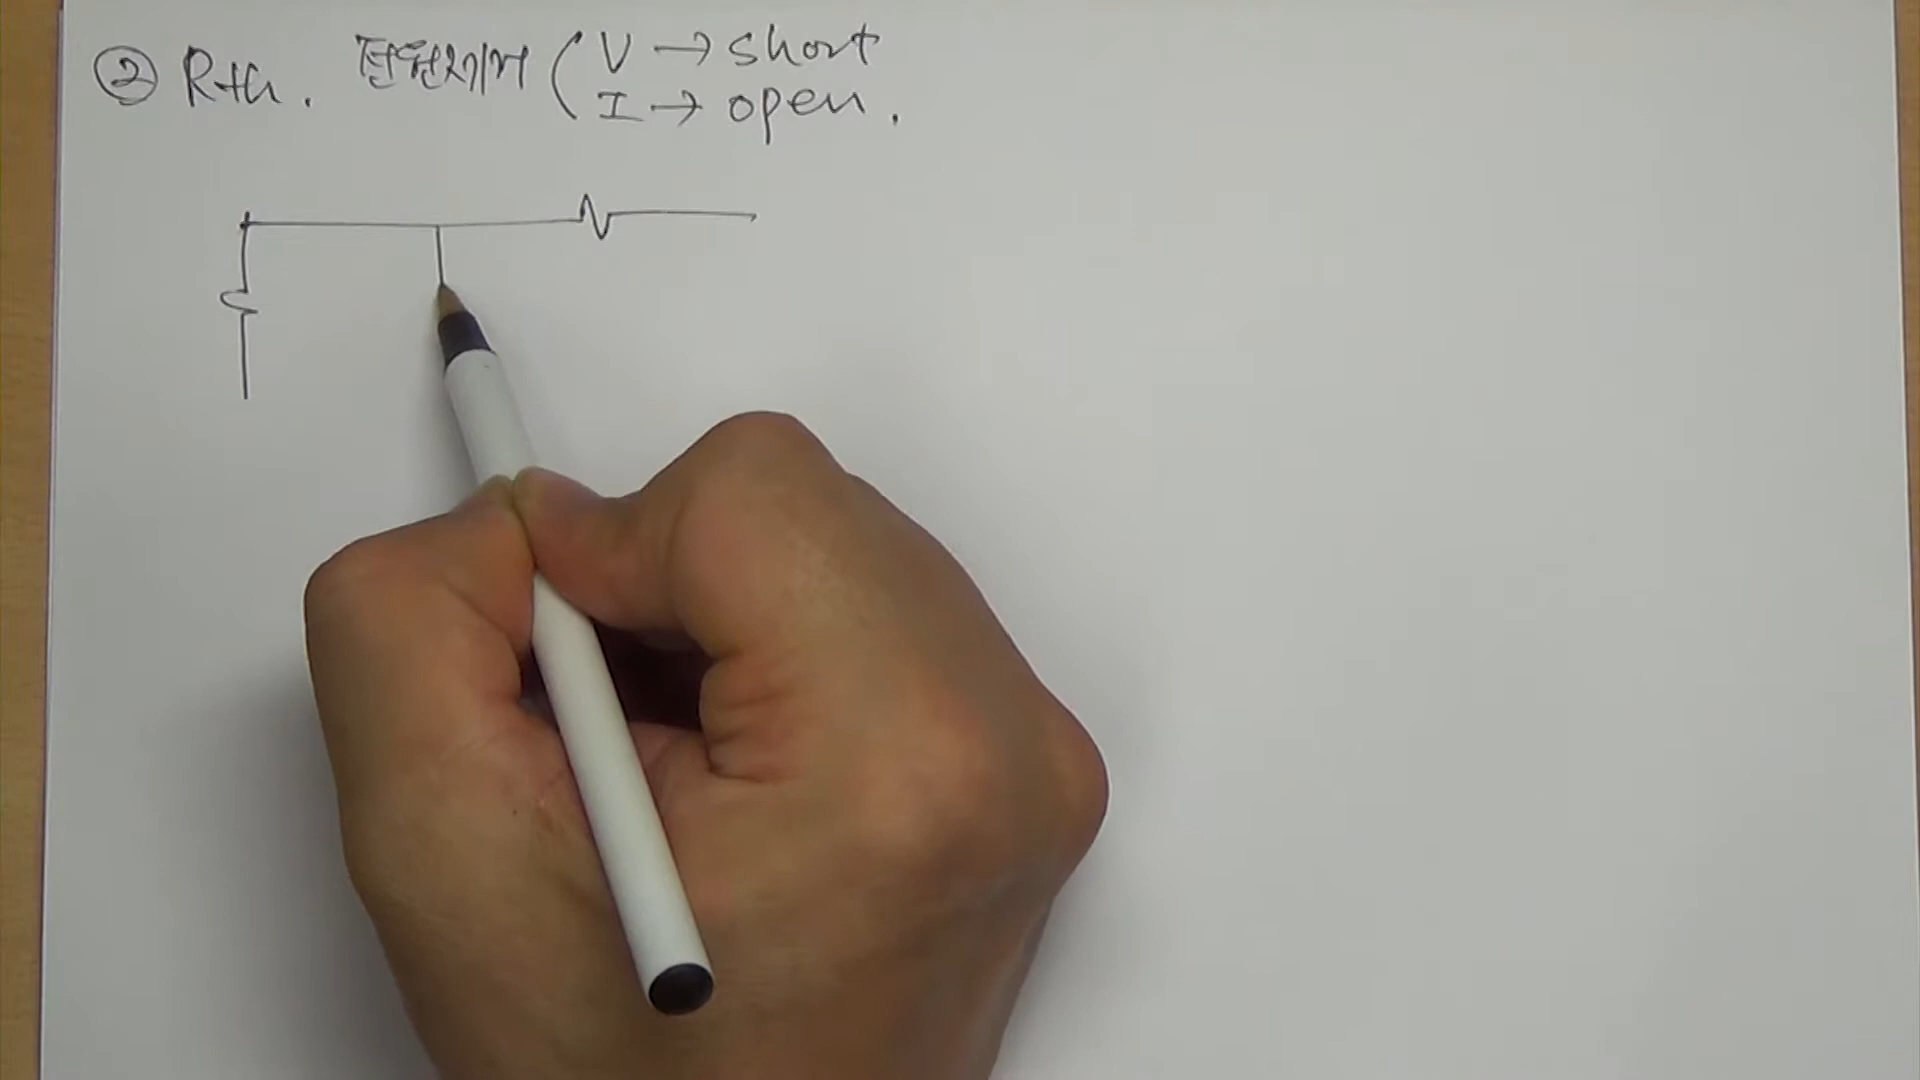 ② Rth. 전원제거 ( V → short
I → open.